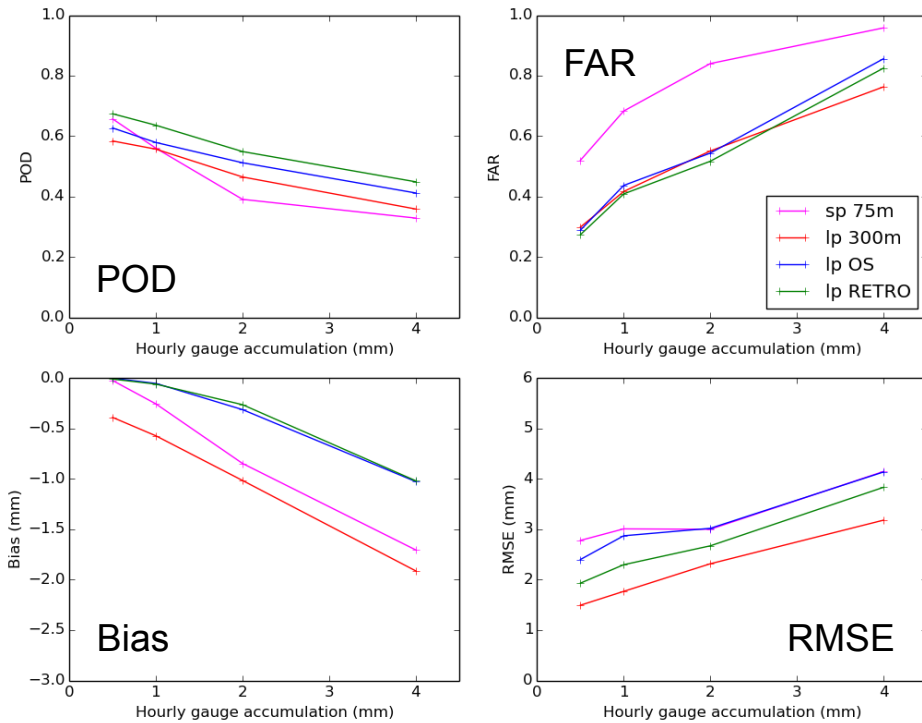 1.0
0.8
0.6
0.4
0.2
0.0
POD
POD
0 1 2 3 4
Hourly gauge accumulation (mm)
1.0
0.8
0.6
0.4
0.2
0.0
FAR
FAR
sp 75m
lp 300m
lp OS
lp RETRO
0 1 2 3 4
Hourly gauge accumulation (mm)
0.0
−0.5
−1.0
−1.5
−2.0
−2.5
−3.0
Bias (mm)
Bias
0 1 2 3 4
Hourly gauge accumulation (mm)
6
5
4
3
2
1
0
RMSE (mm)
RMSE
0 1 2 3 4
Hourly gauge accumulation (mm)